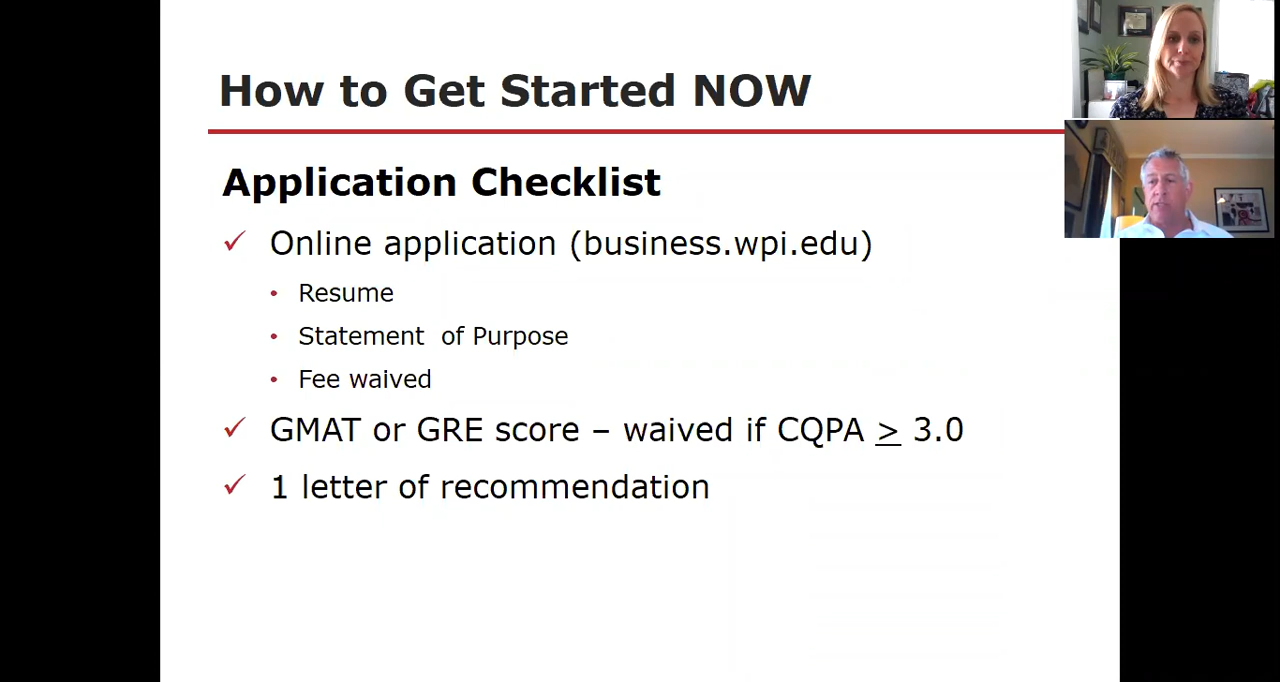 How to Get Started NOW
Application Checklist
✓ Online application (business.wpi.edu)
• Resume
• Statement  of Purpose
• Fee waived
✓ GMAT or GRE score – waived if CQPA ≥ 3.0
✓ 1 letter of recommendation